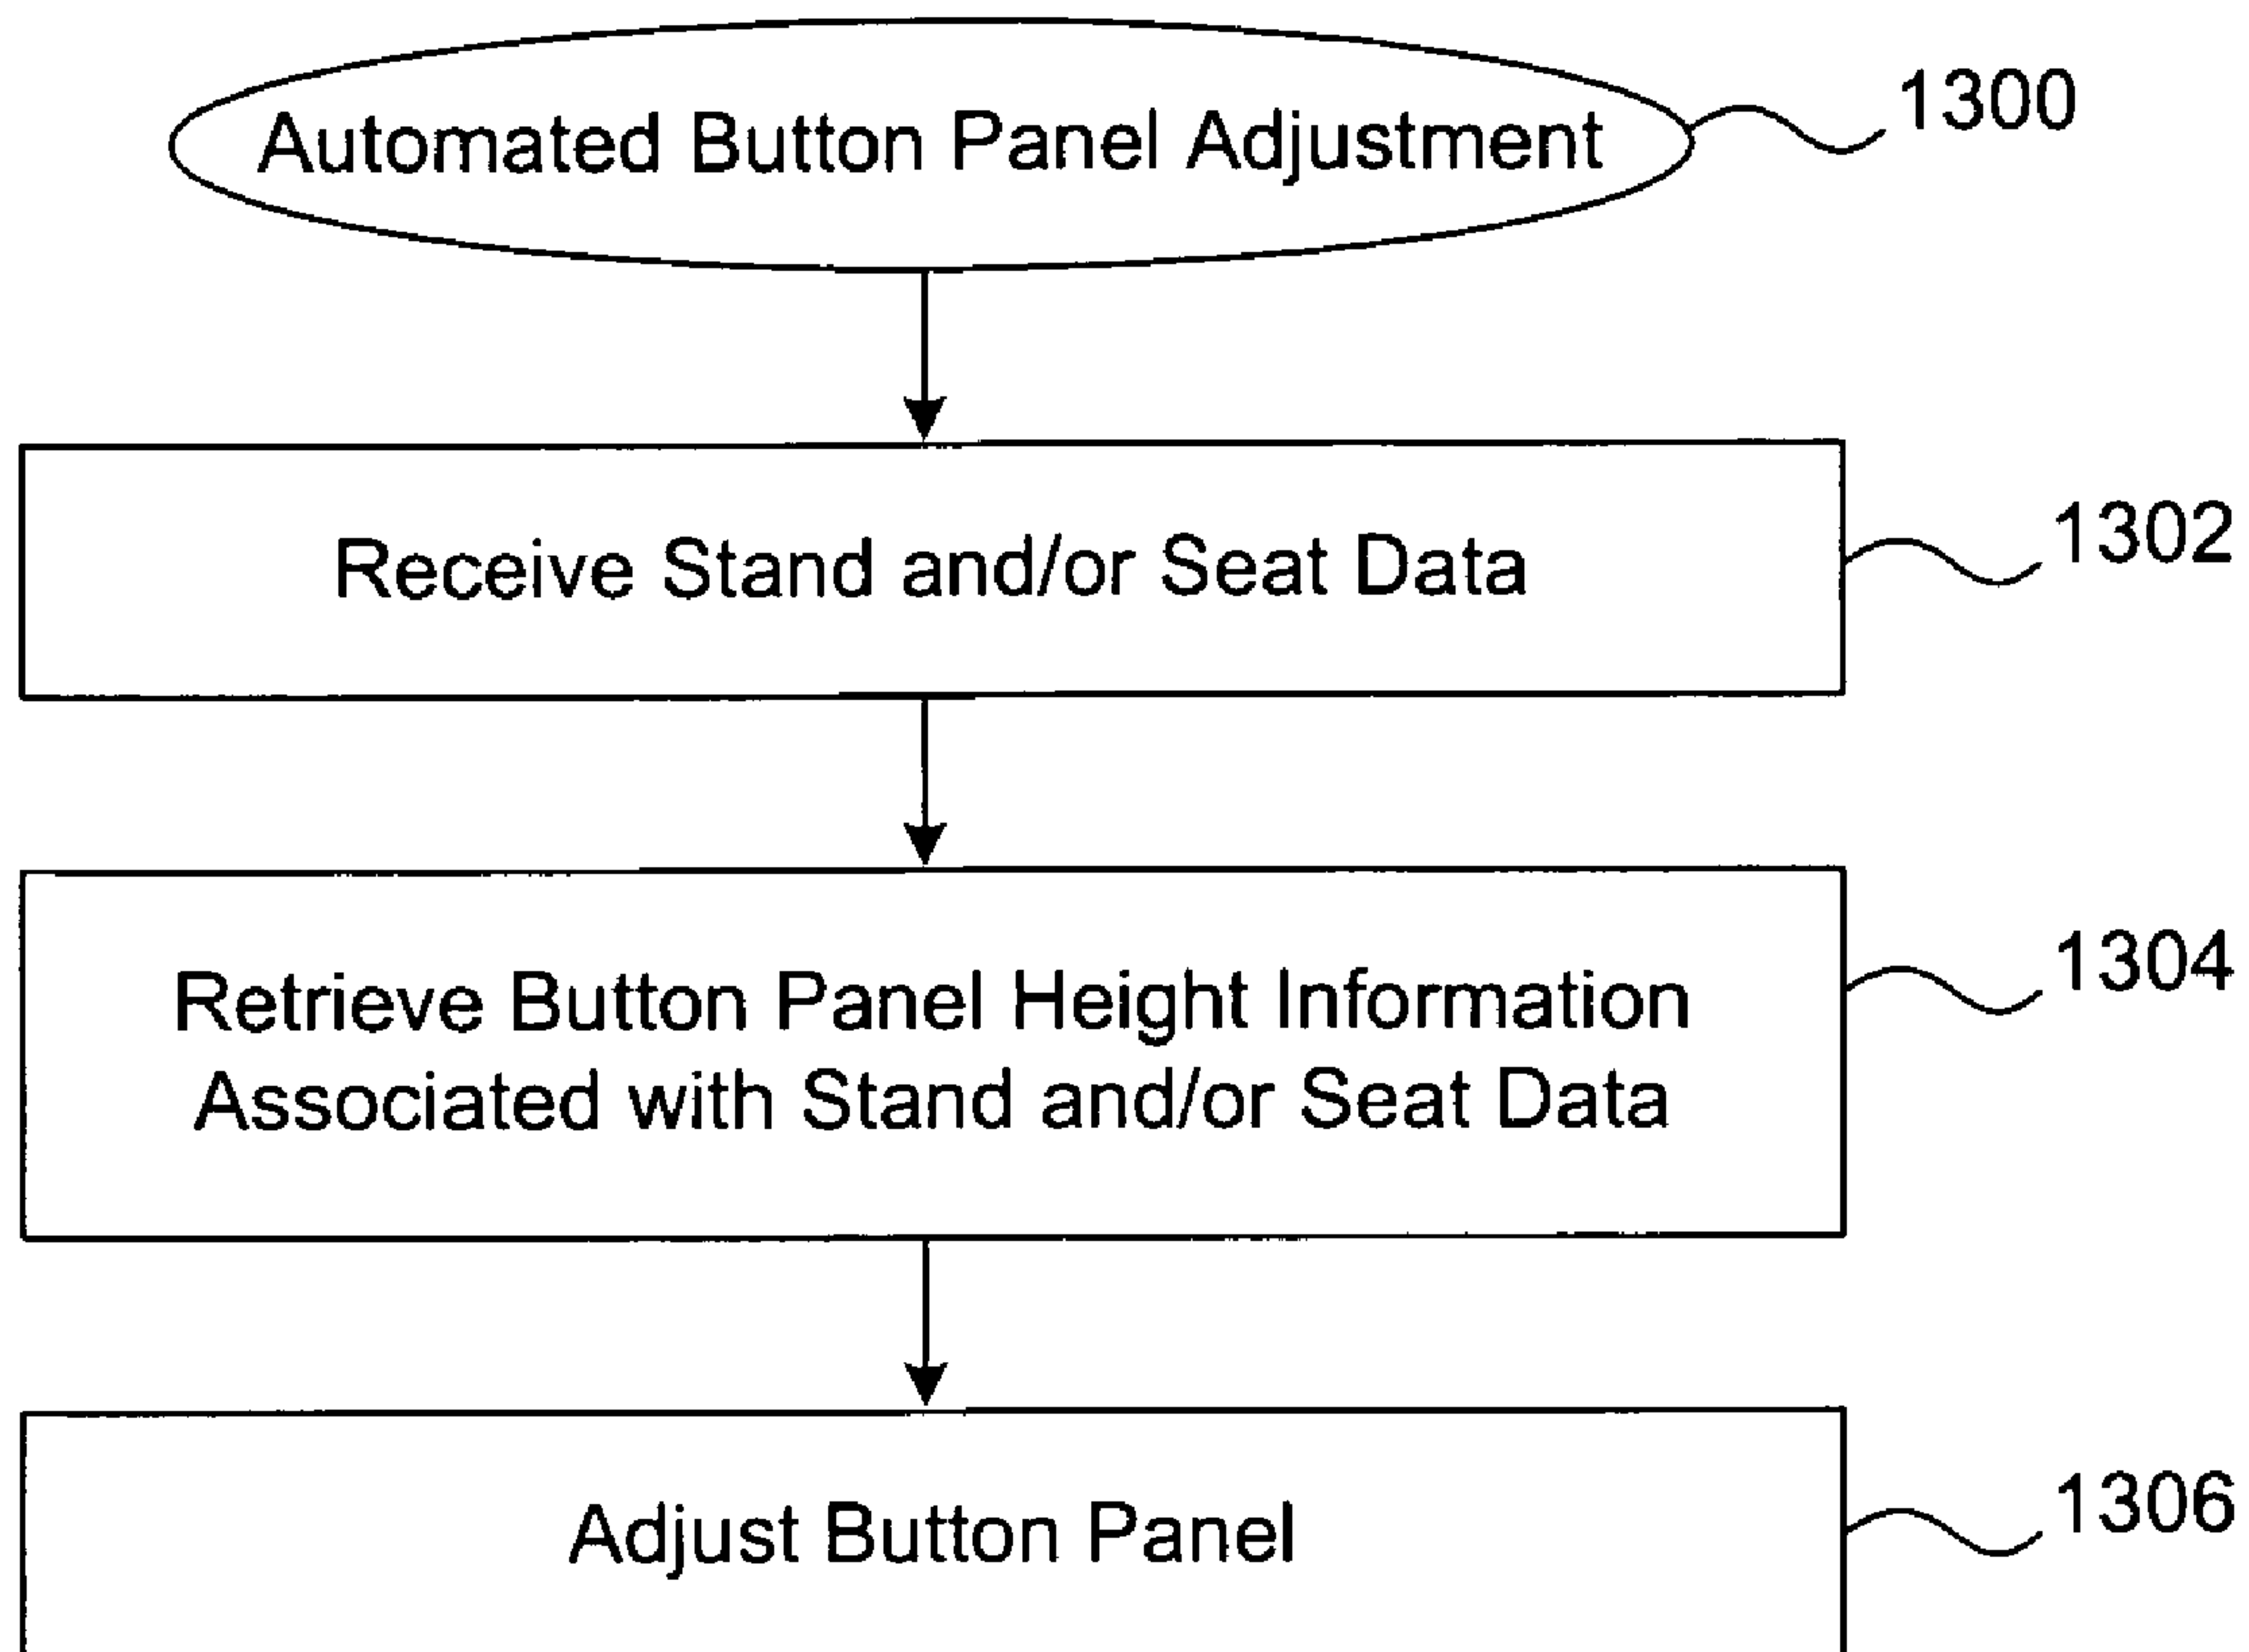 Automated Button Panel Adjustment
1300
Receive Stand and/or Seat Data
1302
Retrieve Button Panel Height Information
Associated with Stand and/or Seat Data
1304
Adjust Button Panel
1306